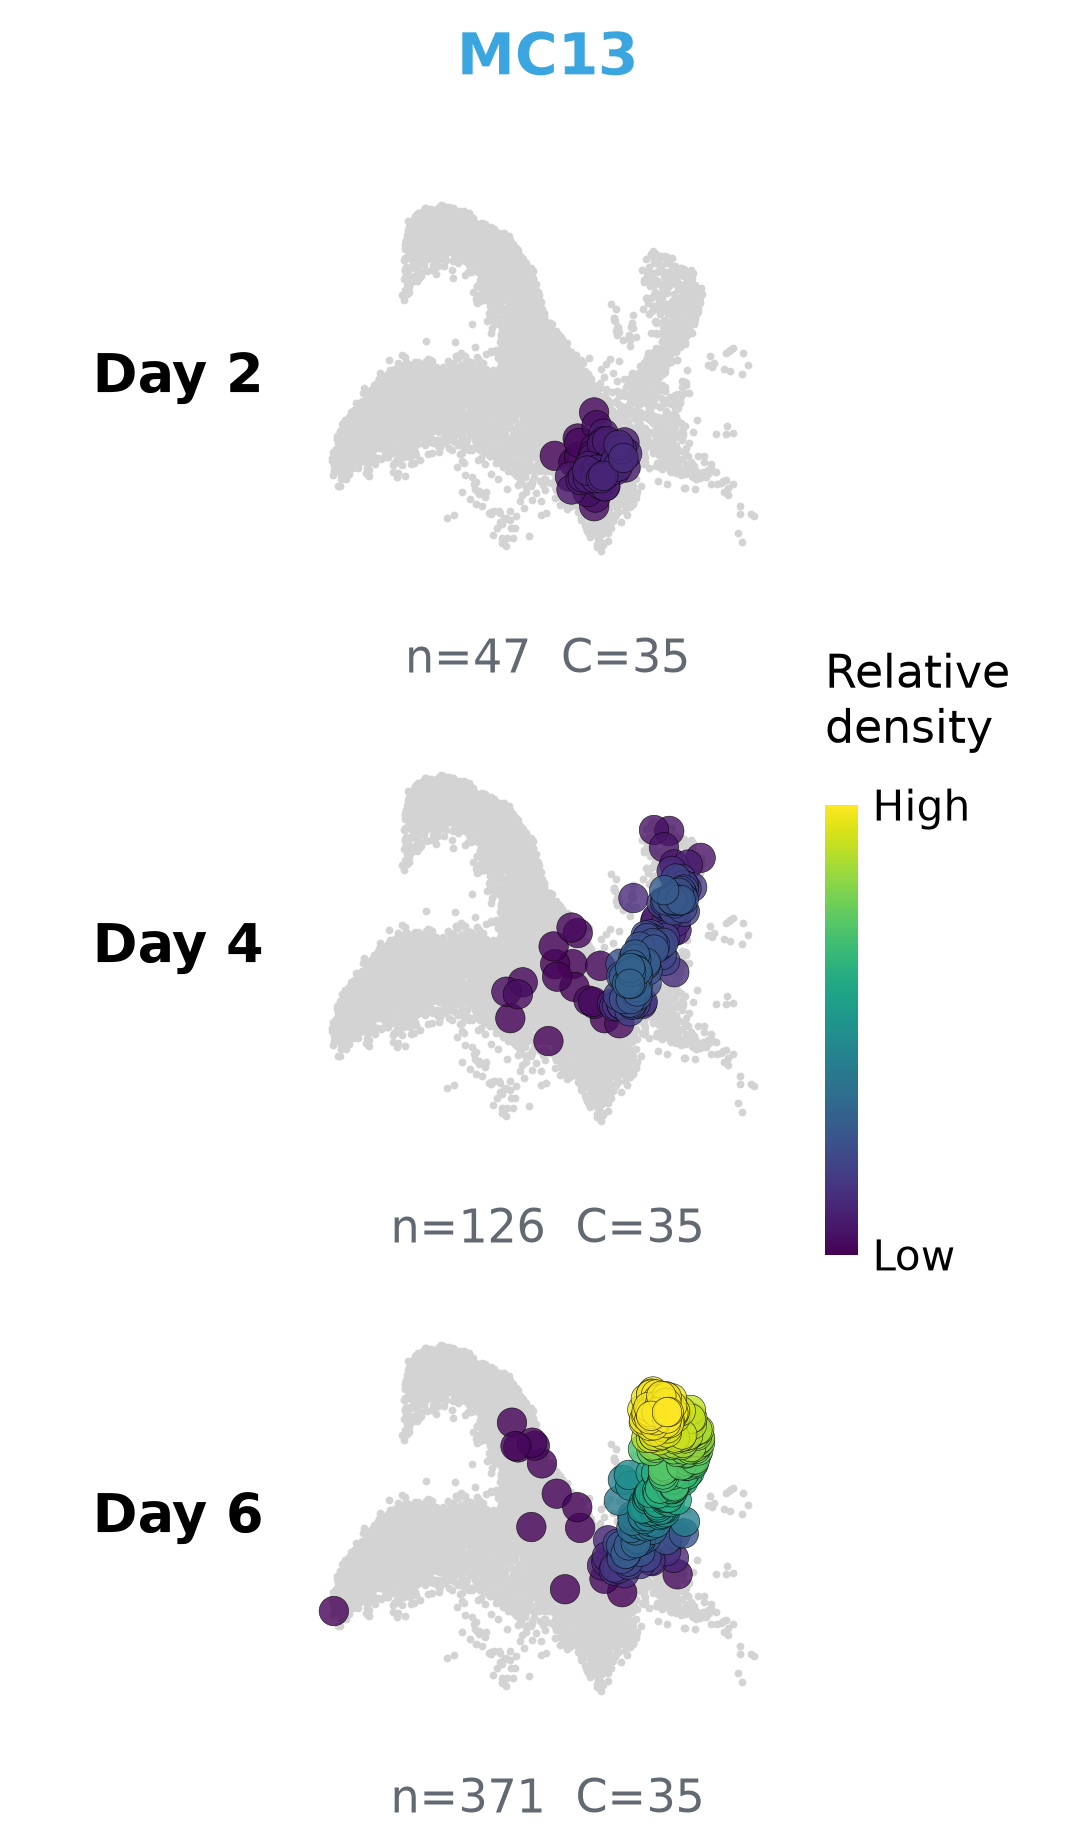 MC13
Day 2
n=47 C=35
Relative
density
High
Day 4
n=126 C=35
Low
Day 6
n=371 C=35